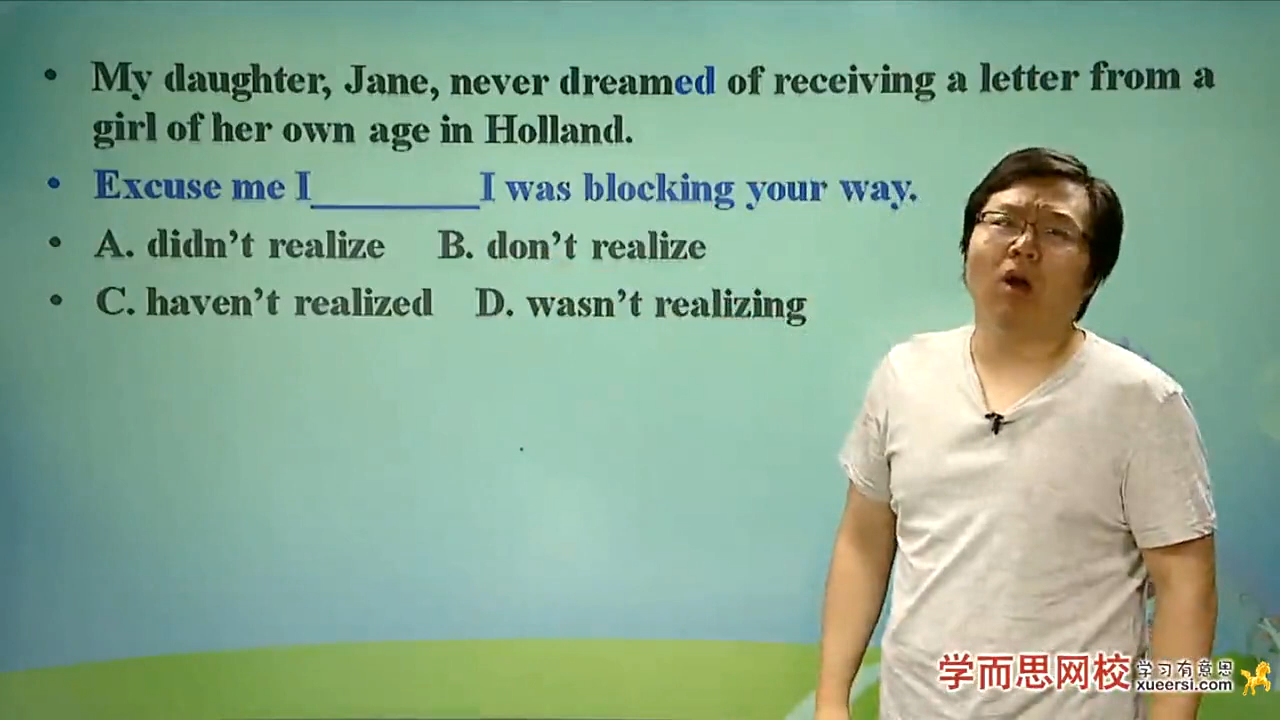 • My daughter, Jane, never dreamed of receiving a letter from a
girl of her own age in Holland.
• Excuse me I________I was blocking your way.
• A. didn't realize B. don't realize
• C. haven't realized D. wasn't realizing
学而思网校 学习有意思
xueersi.com